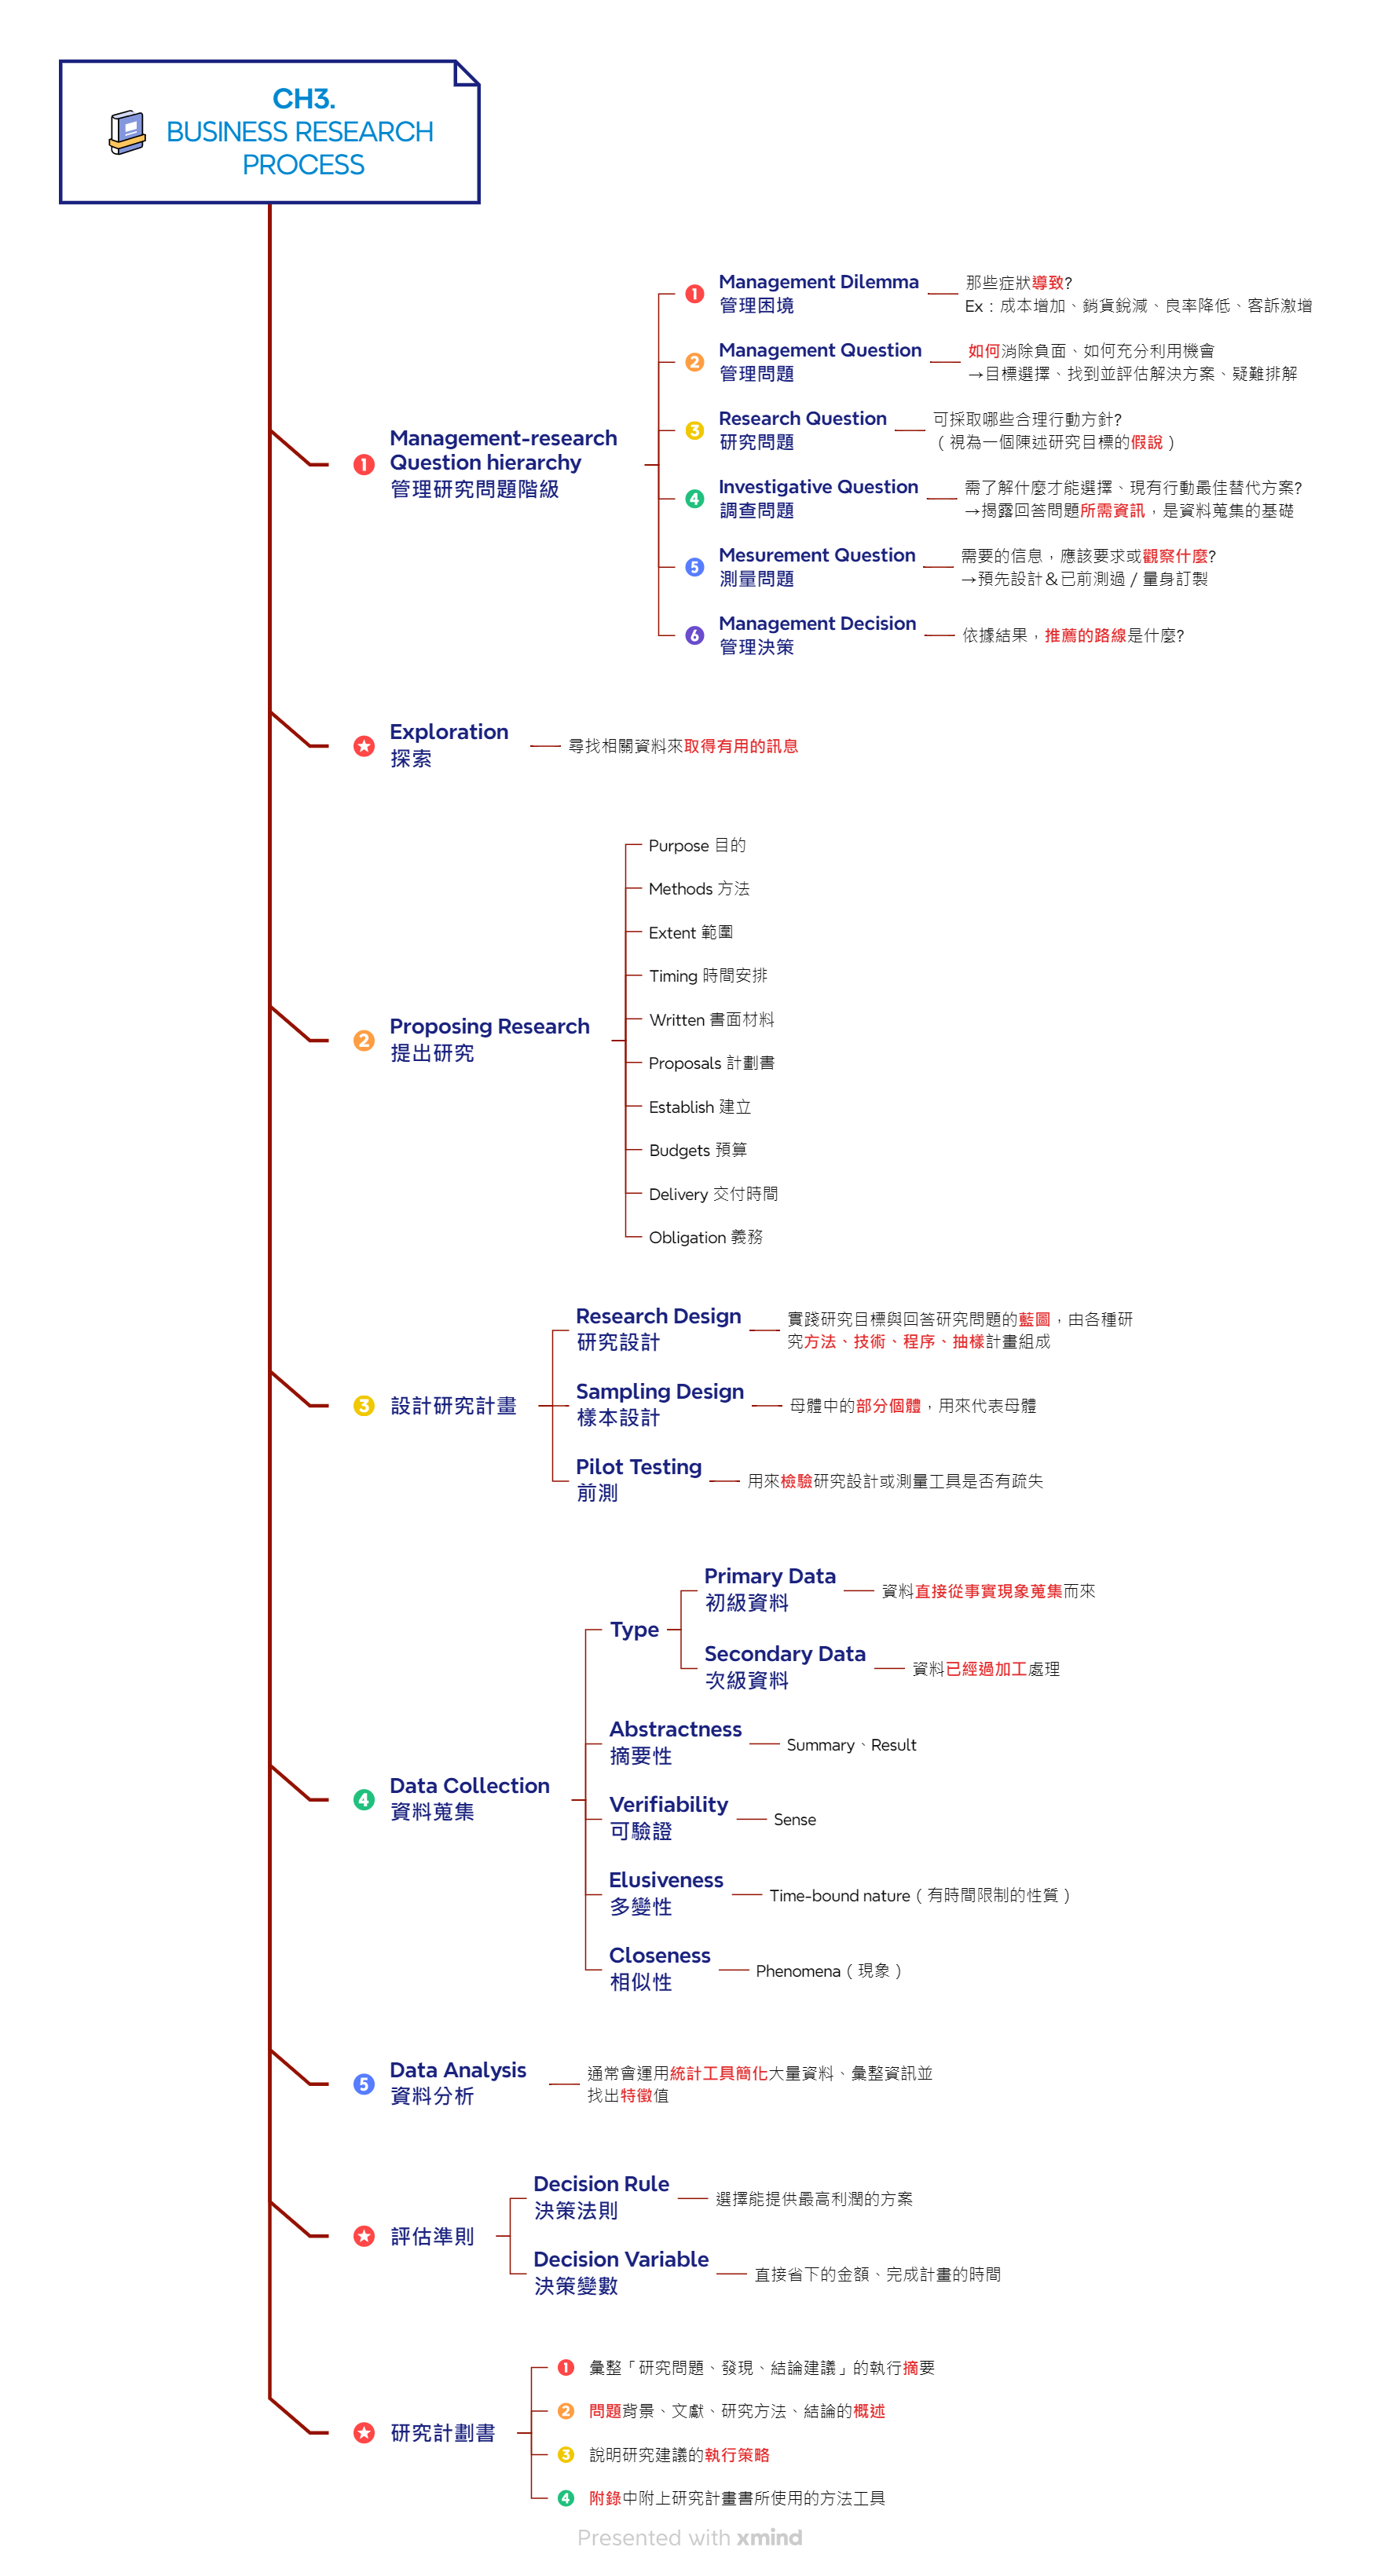 CH3.
BUSINESS RESEARCH
PROCESS
1
Management-research
Question hierarchy
管理研究問題階級
1
Management Dilemma
管理困境
那些症狀導致?
Ex：成本增加、銷貨銳減、良率降低、客訴激增
2
Management Question
管理問題
如何消除負面、如何充分利用機會
→目標選擇、找到並評估解決方案、疑難排解
3
Research Question
研究問題
可採取哪些合理行動方針?
（視為一個陳述研究目標的假說）
4
Investigative Question
調查問題
需了解什麼才能選擇、現有行動最佳替代方案?
→揭露回答問題所需資訊，是資料蒐集的基礎
5
Mesurement Question
測量問題
需要的信息，應該要求或觀察什麼?
→預先設計＆已前測過 / 量身訂製
6
Management Decision
管理決策
依據結果，推薦的路線是什麼?
Exploration
探索
尋找相關資料來取得有用的訊息
2
Proposing Research
提出研究
Purpose 目的
Methods 方法
Extent 範圍
Timing 時間安排
Written 書面材料
Proposals 計劃書
Establish 建立
Budgets 預算
Delivery 交付時間
Obligation 義務
3
設計研究計畫
Research Design
研究設計
實踐研究目標與回答研究問題的藍圖，由各種研
究方法、技術、程序、抽樣計畫組成
Sampling Design
樣本設計
母體中的部分個體，用來代表母體
Pilot Testing
前測
用來檢驗研究設計或測量工具是否有疏失
4
Data Collection
資料蒐集
Type
Primary Data
初級資料
資料直接從事實現象蒐集而來
Secondary Data
次級資料
資料已經過加工處理
Abstractness
摘要性
Summary、Result
Verifiability
可驗證
Sense
Elusiveness
多變性
Time-bound nature（有時間限制的性質）
Closeness
相似性
Phenomena（現象）
5
Data Analysis
資料分析
通常會運用統計工具簡化大量資料、彙整資訊並
找出特徵值
評估準則
Decision Rule
決策法則
選擇能提供最高利潤的方案
Decision Variable
決策變數
直接省下的金額、完成計畫的時間
研究計劃書
1 彙整「研究問題、發現、結論建議」的執行摘要
2 問題背景、文獻、研究方法、結論的概述
3 說明研究建議的執行策略
4 附錄中附上研究計畫書所使用的方法工具
Presented with xmind